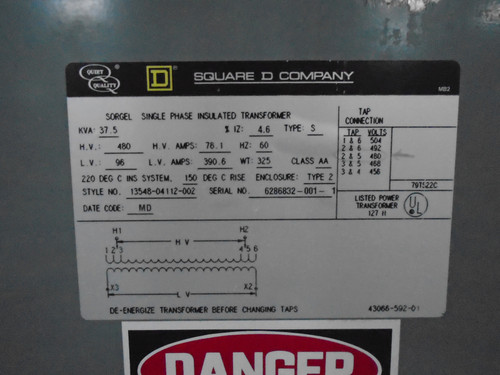 QUIET
Q
QUALITY
D
SQUARE D COMPANY
MB2
SORGEL SINGLE PHASE INSULATED TRANSFORMER
KVA: 37.5 % IZ: 4.6 TYPE: S
H.V.: 480 H.V. AMPS: 78.1 HZ: 60
L.V.: 96 L.V. AMPS: 390.6 WT: 325 CLASS AA
220 DEG C INS SYSTEM, 150 DEG C RISE ENCLOSURE: TYPE 2
STYLE NO. 13548-04112-002 SERIAL NO. 6286832-001-1
DATE CODE: MD
TAP
CONNECTION
TAP VOLTS
1 & 6 504
2 & 6 492
2 & 5 480
3 & 5 468
3 & 4 456
79T522C
LISTED POWER
TRANSFORMER
127 H
UL
H1 H2
H V
1 2 3 4 5 6
X3 X2
L V
DE-ENERGIZE TRANSFORMER BEFORE CHANGING TAPS
43066-592-01
DANGER